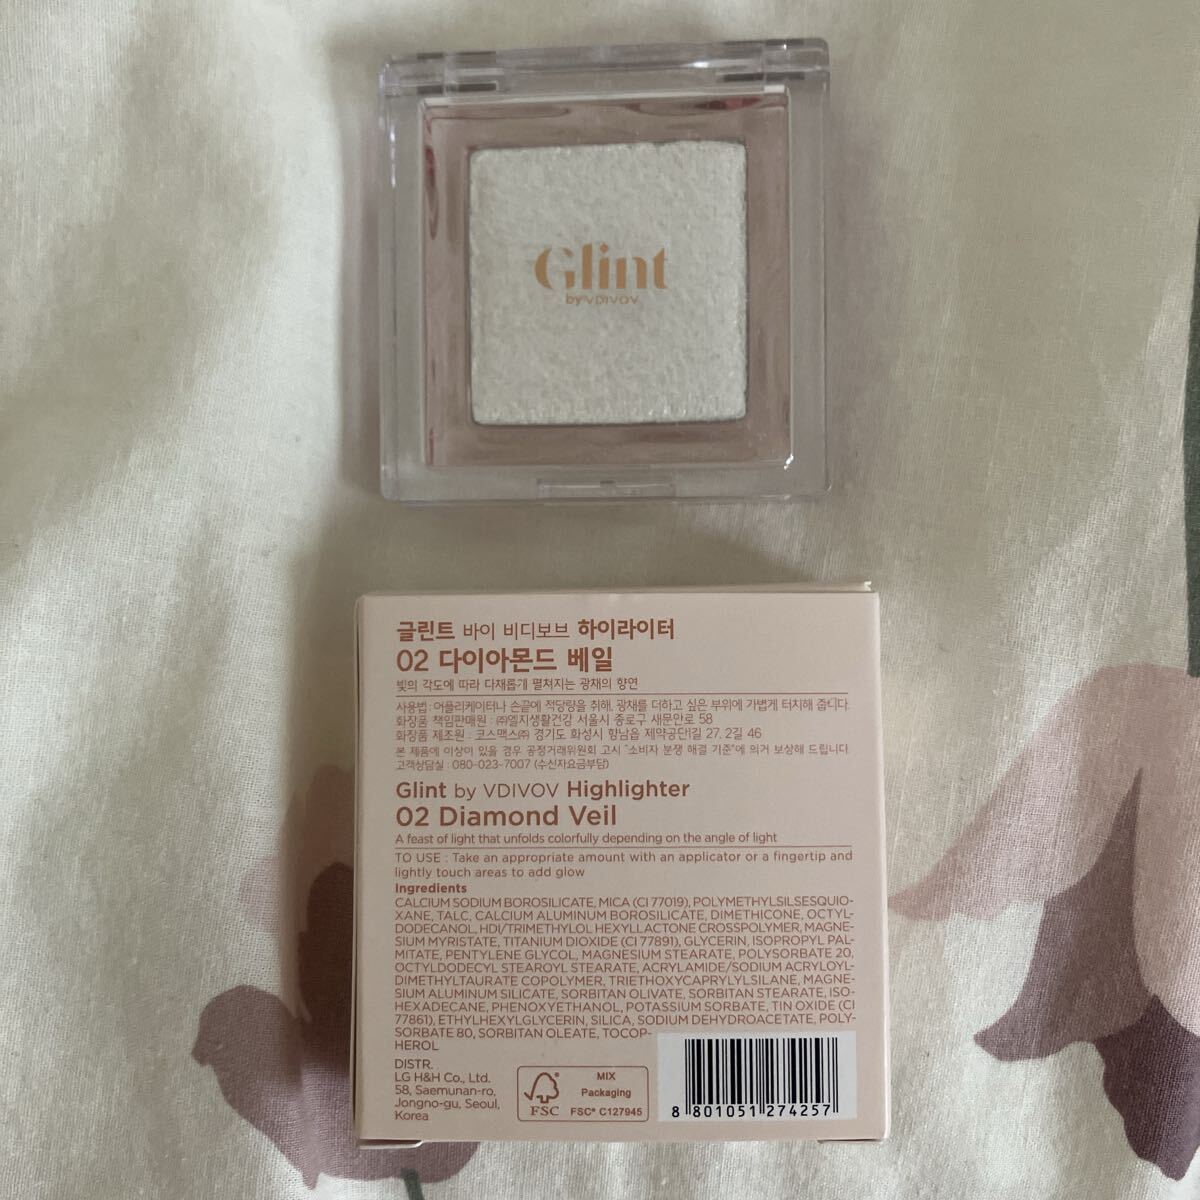 Glint
by VDIVOV
글린트 바이 비디보브 하이라이터
02 다이아몬드 베일
빛의 각도에 따라 다채롭게 펼쳐지는 광채의 향연
사용법 : 어플리케이터나 손끝에 적당량을 취해, 광채를 더하고 싶은 부위에 가볍게 터치해 줍니다.
화장품 책임판매원 : ㈜엘지생활건강 서울시 종로구 새문안로 58
화장품 제조원 : 코스맥스㈜ 경기도 화성시 향남읍 제약공단1길 27, 2길 46
본 제품에 이상이 있을 경우 공정거래위원회 고시 "소비자 분쟁 해결 기준"에 의거 보상해 드립니다.
고객상담실 : 080-023-7007 (수신자요금부담)
Glint by VDIVOV Highlighter
02 Diamond Veil
A feast of light that unfolds colorfully depending on the angle of light
TO USE : Take an appropriate amount with an applicator or a fingertip and
lightly touch areas to add glow
Ingredients
CALCIUM SODIUM BOROSILICATE, MICA (CI 77019), POLYMETHYLSILSESQUIO-
XANE, TALC, CALCIUM ALUMINUM BOROSILICATE, DIMETHICONE, OCTYL-
DODECANOL, HDI/TRIMETHYLOL HEXYLLACTONE CROSSPOLYMER, MAGNE-
SIUM MYRISTATE, TITANIUM DIOXIDE (CI 77891), GLYCERIN, ISOPROPYL PAL-
MITATE, PENTYLENE GLYCOL, MAGNESIUM STEARATE, POLYSORBATE 20,
OCTYLDODECYL STEAROYL STEARATE, ACRYLAMIDE/SODIUM ACRYLOYL-
DIMETHYLTAURATE COPOLYMER, TRIETHOXYCAPRYLYLSILANE, MAGNE-
SIUM ALUMINUM SILICATE, SORBITAN OLIVATE, SORBITAN STEARATE, ISO-
HEXADECANE, PHENOXYETHANOL, POTASSIUM SORBATE, TIN OXIDE (CI
77861), ETHYLHEXYLGLYCERIN, SILICA, SODIUM DEHYDROACETATE, POLY-
SORBATE 80, SORBITAN OLEATE, TOCOP-
HEROL
DISTR.
LG H&H Co., Ltd.
58, Saemunan-ro,
Jongno-gu, Seoul,
Korea
FSC
MIX
Packaging
FSC® C127945
8 801051 274257